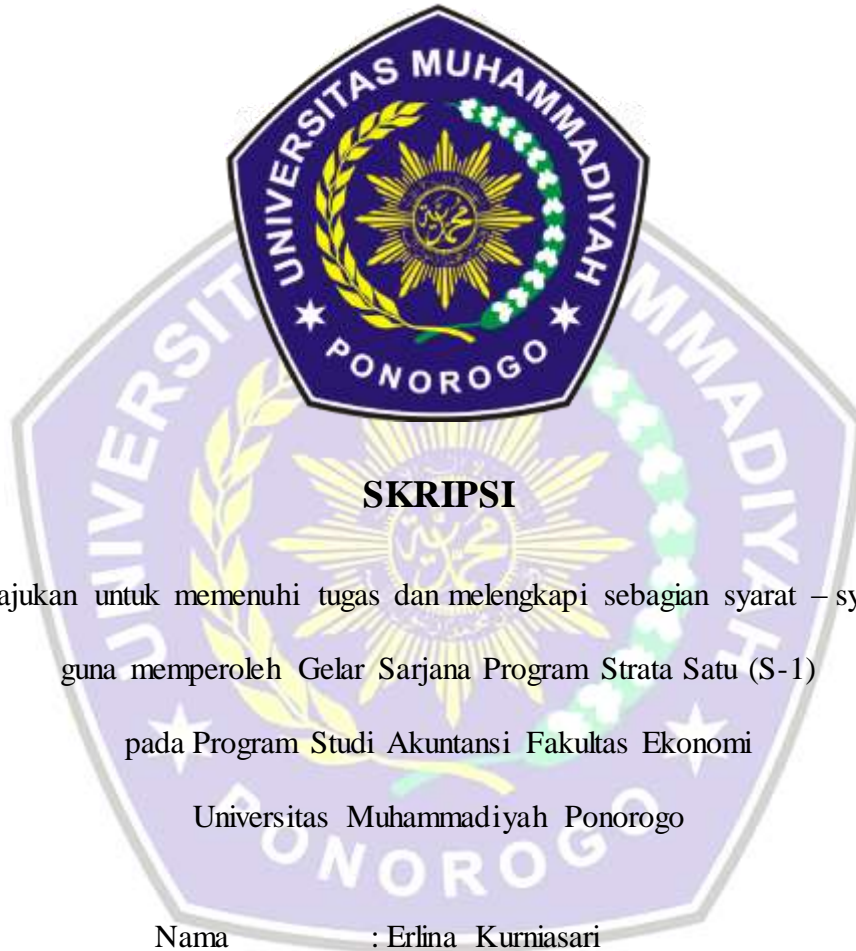 UNIVERSITAS MUHAMMADIYAH
PONOROGO
SKRIPSI
ajukan untuk memenuhi tugas dan melengkapi sebagian syarat – sy
guna memperoleh Gelar Sarjana Program Strata Satu (S-1)
pada Program Studi Akuntansi Fakultas Ekonomi
Universitas Muhammadiyah Ponorogo
Nama : Erlina Kurniasari